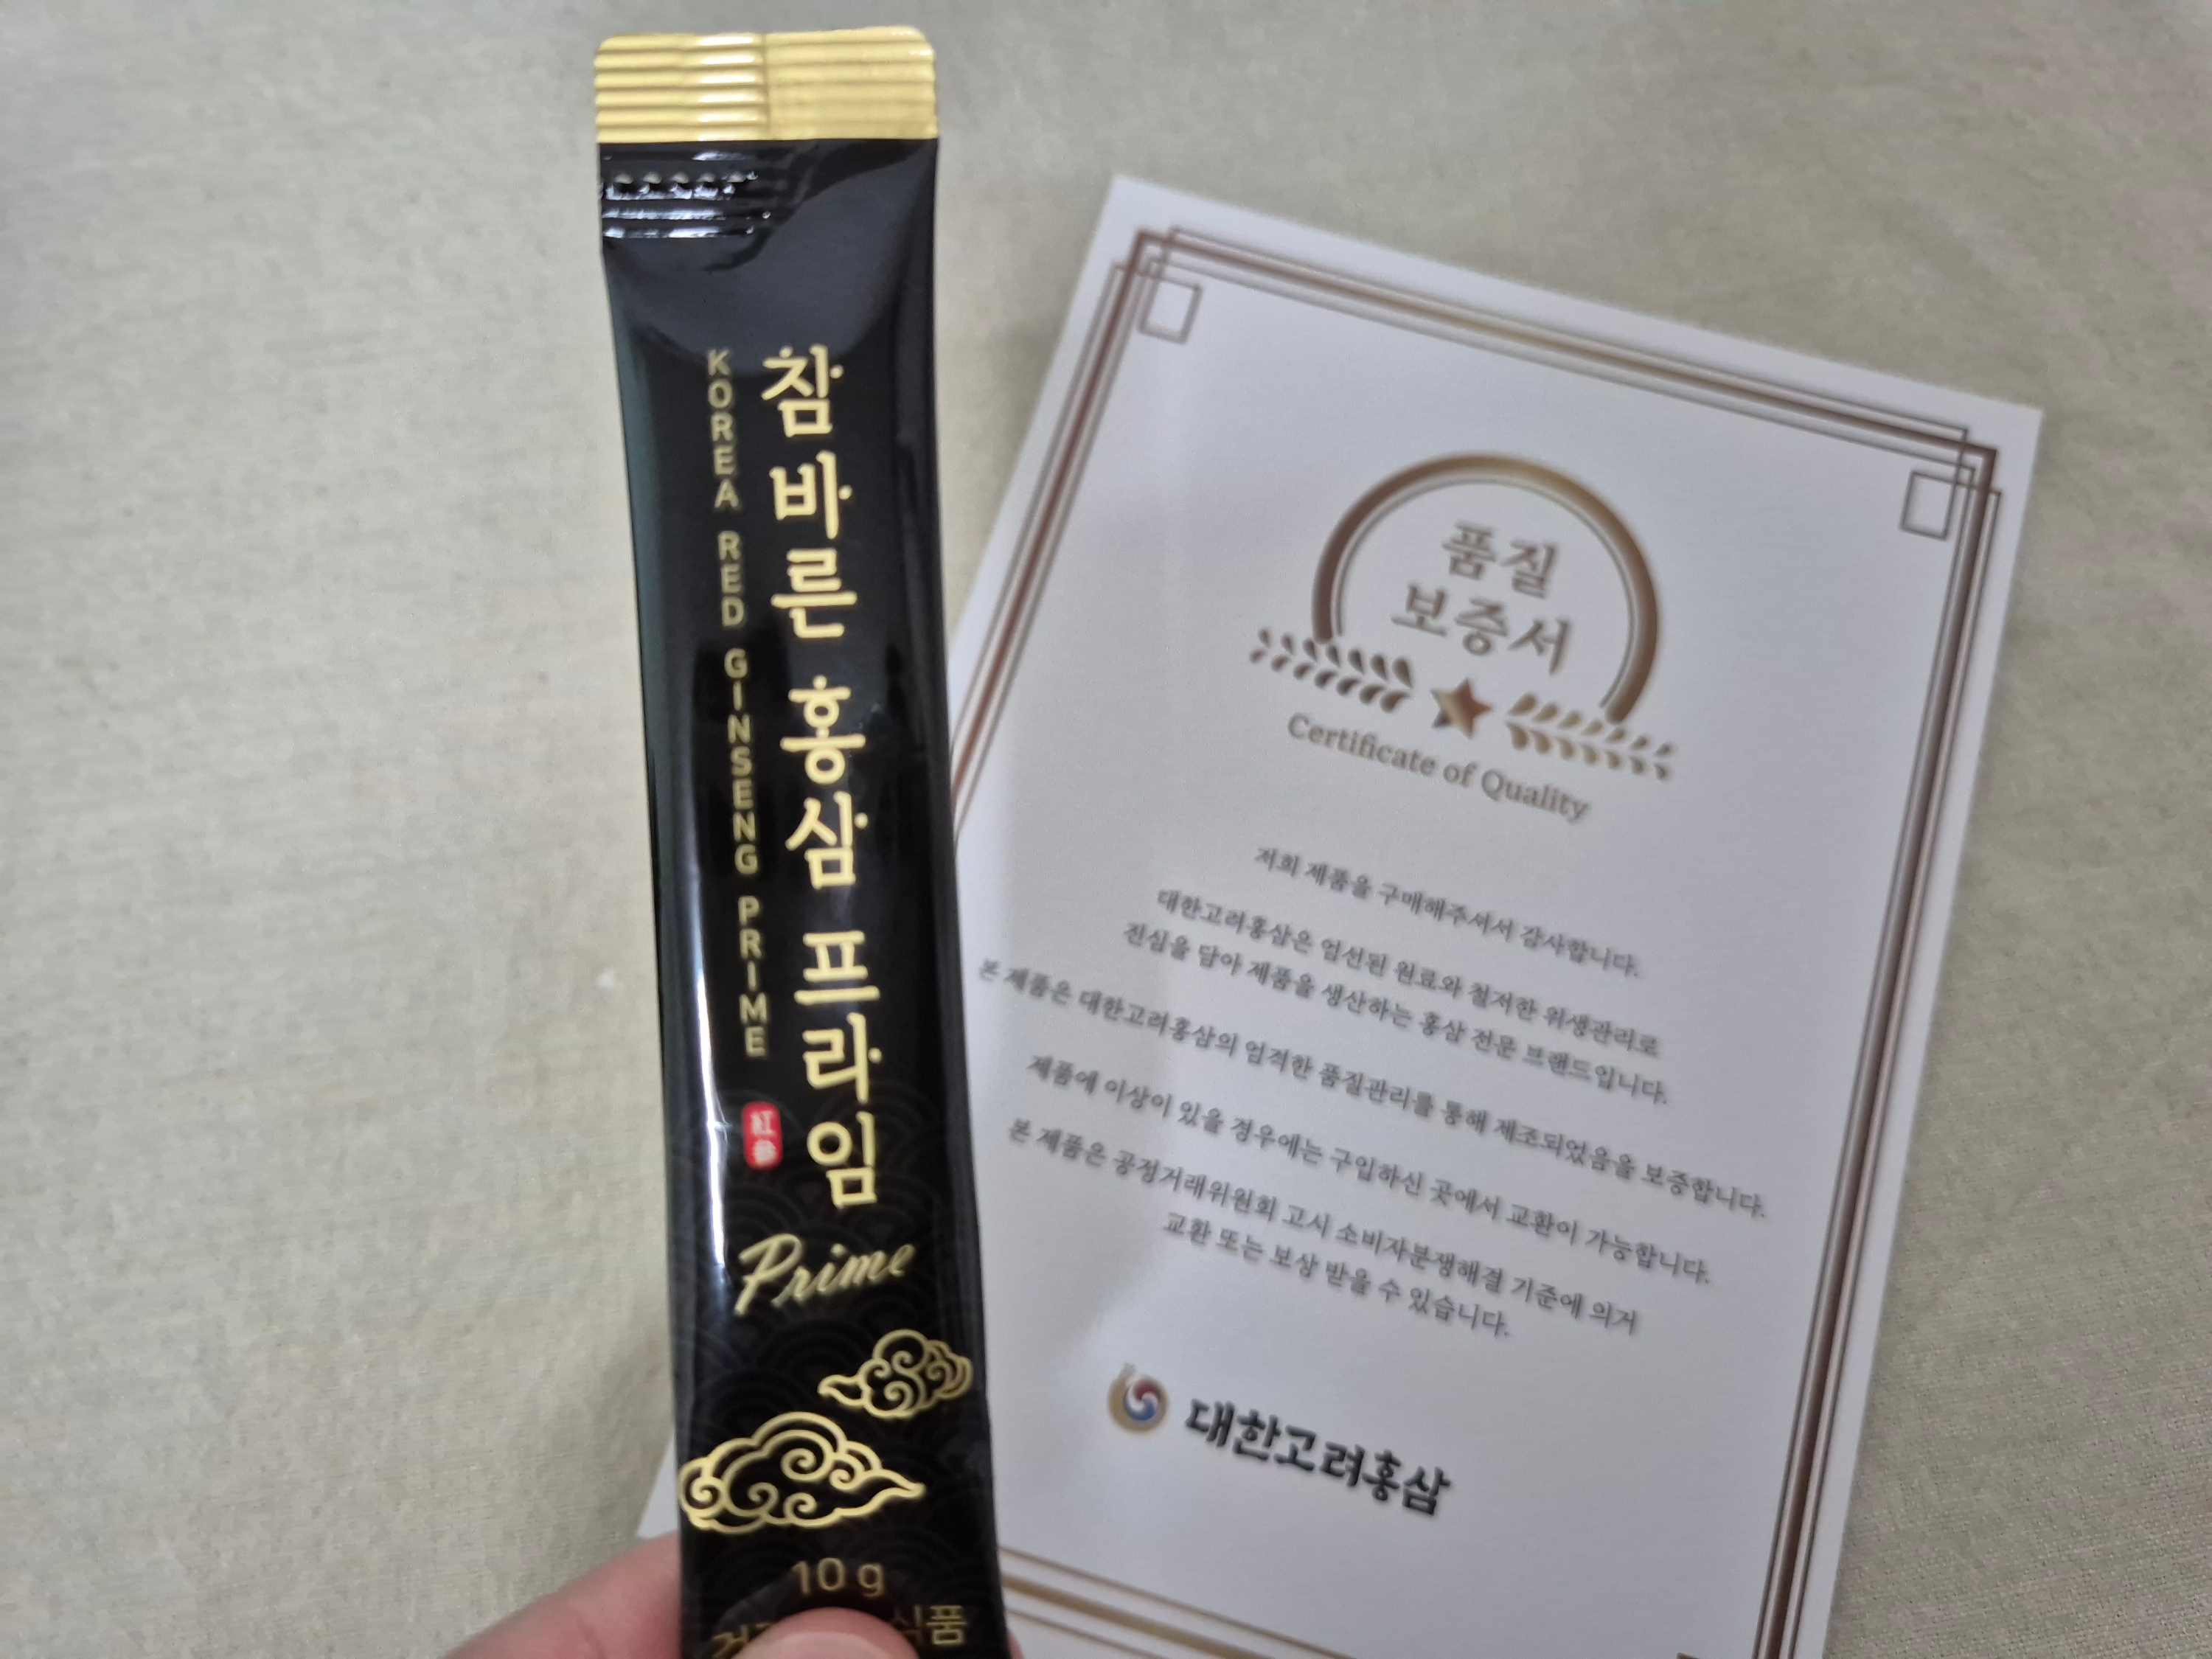 참 바른 홍삼 프라임
KOREA RED GINSENG PRIME
紅蔘
Prime
10 g
식품
품질
보증서
Certificate of Quality
저희 제품을 구매해주셔서 감사합니다.
대한고려홍삼은 엄선된 원료와 철저한 위생관리로
진심을 담아 제품을 생산하는 홍삼 전문 브랜드입니다.
본 제품은 대한고려홍삼의 엄격한 품질관리를 통해 제조되었음을 보증합니다.
제품에 이상이 있을 경우에는 구입하신 곳에서 교환이 가능합니다.
본 제품은 공정거래위원회 고시 소비자분쟁해결 기준에 의거
교환 또는 보상 받을 수 있습니다.
대한고려홍삼